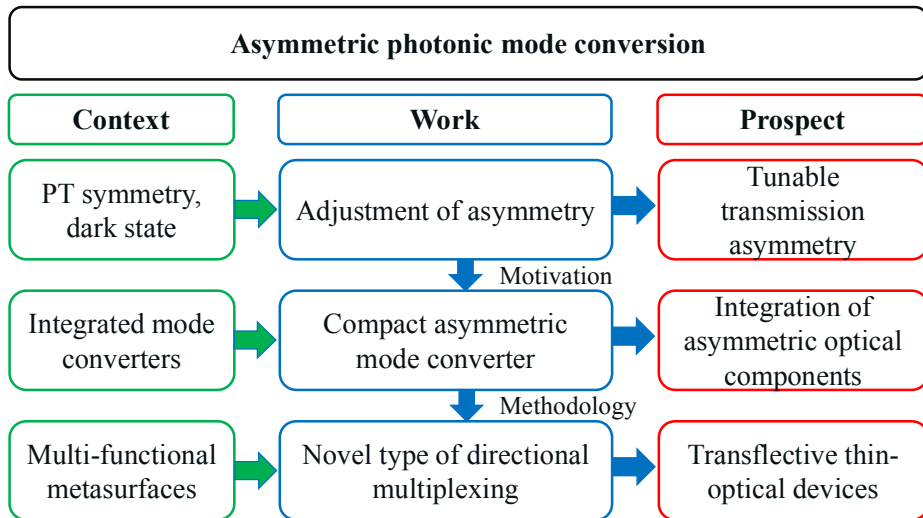 Asymmetric photonic mode conversion
Context
Work
Prospect
PT symmetry,
dark state
Adjustment of asymmetry
Tunable
transmission
asymmetry
Motivation
Integrated mode
converters
Compact asymmetric
mode converter
Integration of
asymmetric optical
components
Methodology
Multi-functional
metasurfaces
Novel type of directional
multiplexing
Transflective thin-
optical devices